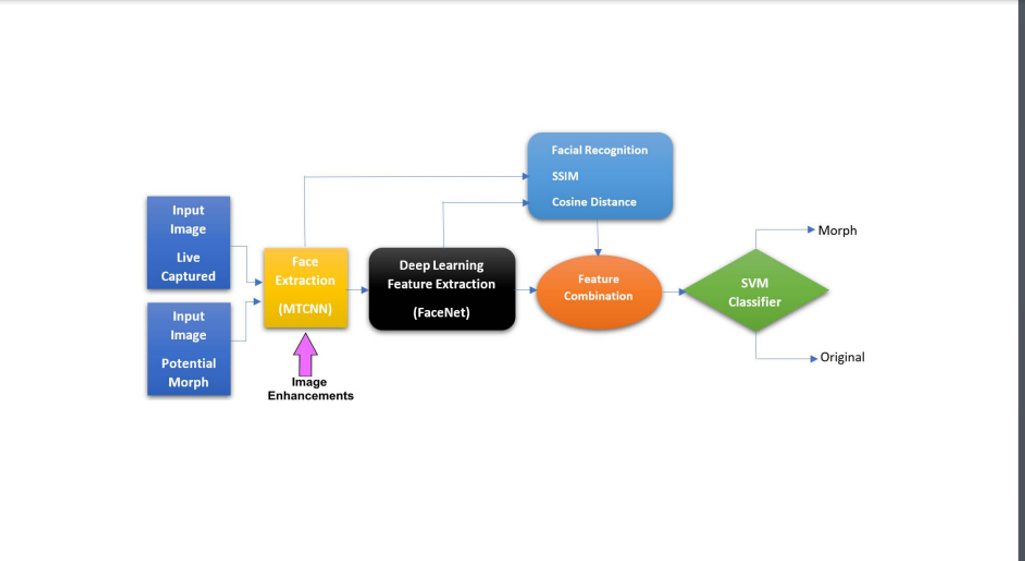 Input
Image
Live
Captured
Input
Image
Potential
Morph
Face
Extraction
(MTCNN)
Image
Enhancements
Deep Learning
Feature Extraction
(FaceNet)
Facial Recognition
SSIM
Cosine Distance
Feature
Combination
SVM
Classifier
Morph
Original